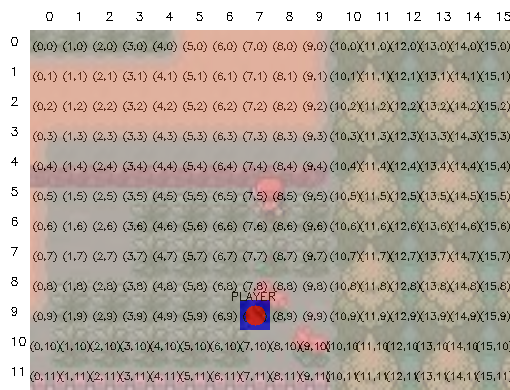 0 1 2 3 4 5 6 7 8 9 10 11 12 13 14 15
0 (0,0) (1,0) (2,0) (3,0) (4,0) (5,0) (6,0) (7,0) (8,0) (9,0) (10,0) (11,0) (12,0) (13,0) (14,0) (15,0)
1 (0,1) (1,1) (2,1) (3,1) (4,1) (5,1) (6,1) (7,1) (8,1) (9,1) (10,1) (11,1) (12,1) (13,1) (14,1) (15,1)
2 (0,2) (1,2) (2,2) (3,2) (4,2) (5,2) (6,2) (7,2) (8,2) (9,2) (10,2) (11,2) (12,2) (13,2) (14,2) (15,2)
3 (0,3) (1,3) (2,3) (3,3) (4,3) (5,3) (6,3) (7,3) (8,3) (9,3) (10,3) (11,3) (12,3) (13,3) (14,3) (15,3)
4 (0,4) (1,4) (2,4) (3,4) (4,4) (5,4) (6,4) (7,4) (8,4) (9,4) (10,4) (11,4) (12,4) (13,4) (14,4) (15,4)
5 (0,5) (1,5) (2,5) (3,5) (4,5) (5,5) (6,5) (7,5) (8,5) (9,5) (10,5) (11,5) (12,5) (13,5) (14,5) (15,5)
6 (0,6) (1,6) (2,6) (3,6) (4,6) (5,6) (6,6) (7,6) (8,6) (9,6) (10,6) (11,6) (12,6) (13,6) (14,6) (15,6)
7 (0,7) (1,7) (2,7) (3,7) (4,7) (5,7) (6,7) (7,7) (8,7) (9,7) (10,7) (11,7) (12,7) (13,7) (14,7) (15,7)
8 (0,8) (1,8) (2,8) (3,8) (4,8) (5,8) (6,8) (7,8) (8,8) (9,8) (10,8) (11,8) (12,8) (13,8) (14,8) (15,8)
PLAYER
9 (0,9) (1,9) (2,9) (3,9) (4,9) (5,9) (6,9) (8,9) (9,9) (10,9) (11,9) (12,9) (13,9) (14,9) (15,9)
10 (0,10) (1,10) (2,10) (3,10) (4,10) (5,10) (6,10) (7,10) (8,10) (9,10) (10,10) (11,10) (12,10) (13,10) (14,10) (15,10)
11 (0,11) (1,11) (2,11) (3,11) (4,11) (5,11) (6,11) (7,11) (8,11) (9,11) (10,11) (11,11) (12,11) (13,11) (14,11) (15,11)